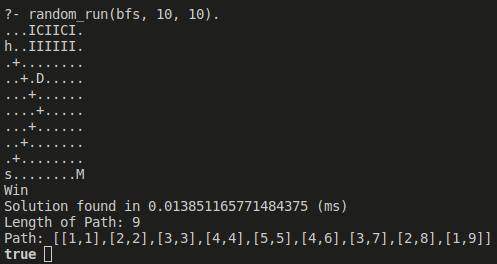 ?- random_run(bfs, 10, 10).
...ICIICI.
h..IIIIII.
.+........
..+.D.....
...+......
....+.....
...+......
..+.......
.+........
s........M
Win
Solution found in 0.013851165771484375 (ms)
Length of Path: 9
Path: [[1,1],[2,2],[3,3],[4,4],[5,5],[4,6],[3,7],[2,8],[1,9]]
true